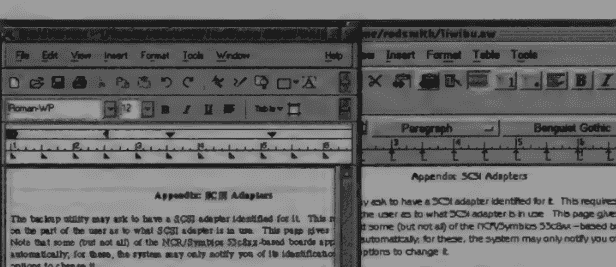 me/rodsmith/liwibu.aw
File Edit View Insert Format Tools Window Help
Insert Format Table Tools
Roman-WP 12 B I U Table
1 B I
Paragraph Benguiat Gothic
Appendix: SCSI Adapters
The backup utility may ask to have a SCSI adapter identified for it. This
on the part of the user as to what SCSI adapter is in use. This page gives
Note that some (but not all) of the NCR/Symbios 53c8xx-based boards
automatically, for these, the system may only notify you of its identification
options to change it.
Appendix: SCSI Adapters
ask to have a SCSI adapter identified for it. This requires
the user as to what SCSI adapter is in use. This page give
some (but not all) of the NCR/Symbios 53c8xx-based b
automatically, for these, the system may only notify you o
options to change it.